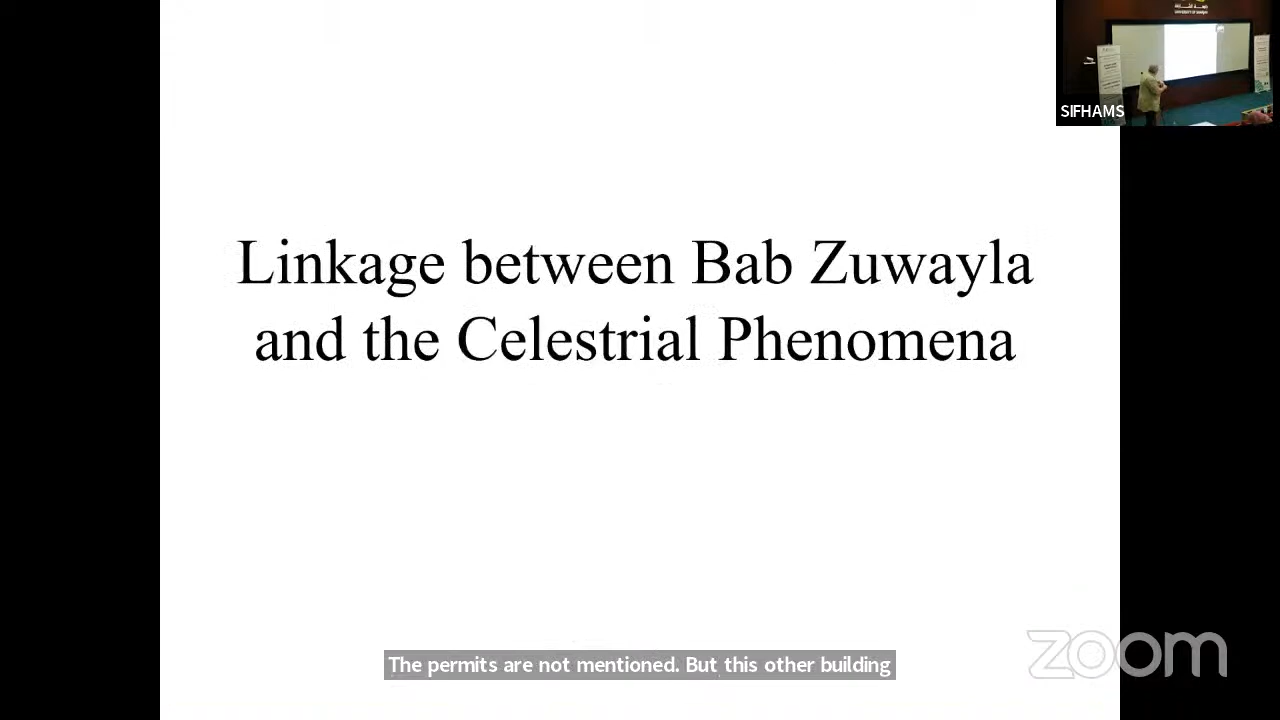 SIFHAMS
Linkage between Bab Zuwayla
and the Celestrial Phenomena
The permits are not mentioned. But this other building
zoom